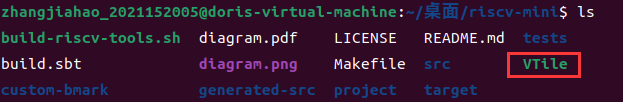 zhangjiahao_2021152005@doris-virtual-machine:~/桌面/riscv-mini$ ls
build-riscv-tools.sh diagram.pdf LICENSE README.md tests
build.sbt diagram.png Makefile src VTile
custom-bmark generated-src project target